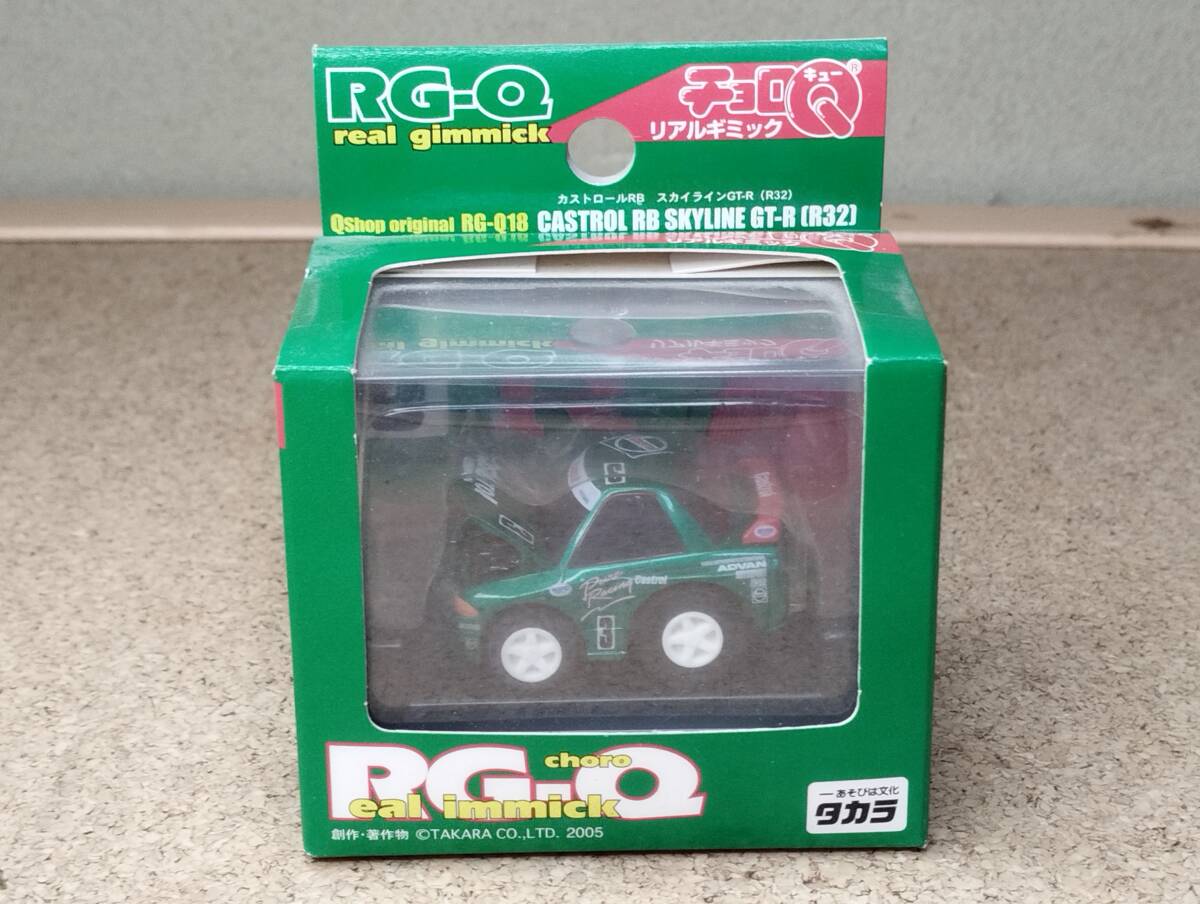 RG-Q
real gimmick
チョロQ
キュー
®
リアルギミック
カストロールRB スカイラインGT-R（R32）
QShop original RG-Q18 CASTROL RB SKYLINE GT-R (R32)
3
Pure
Racing
Castrol
ADVAN
3
RG-Q
choro
eal immick
創作・著作物 ©TAKARA CO.,LTD. 2005
―あそびは文化
タカラ